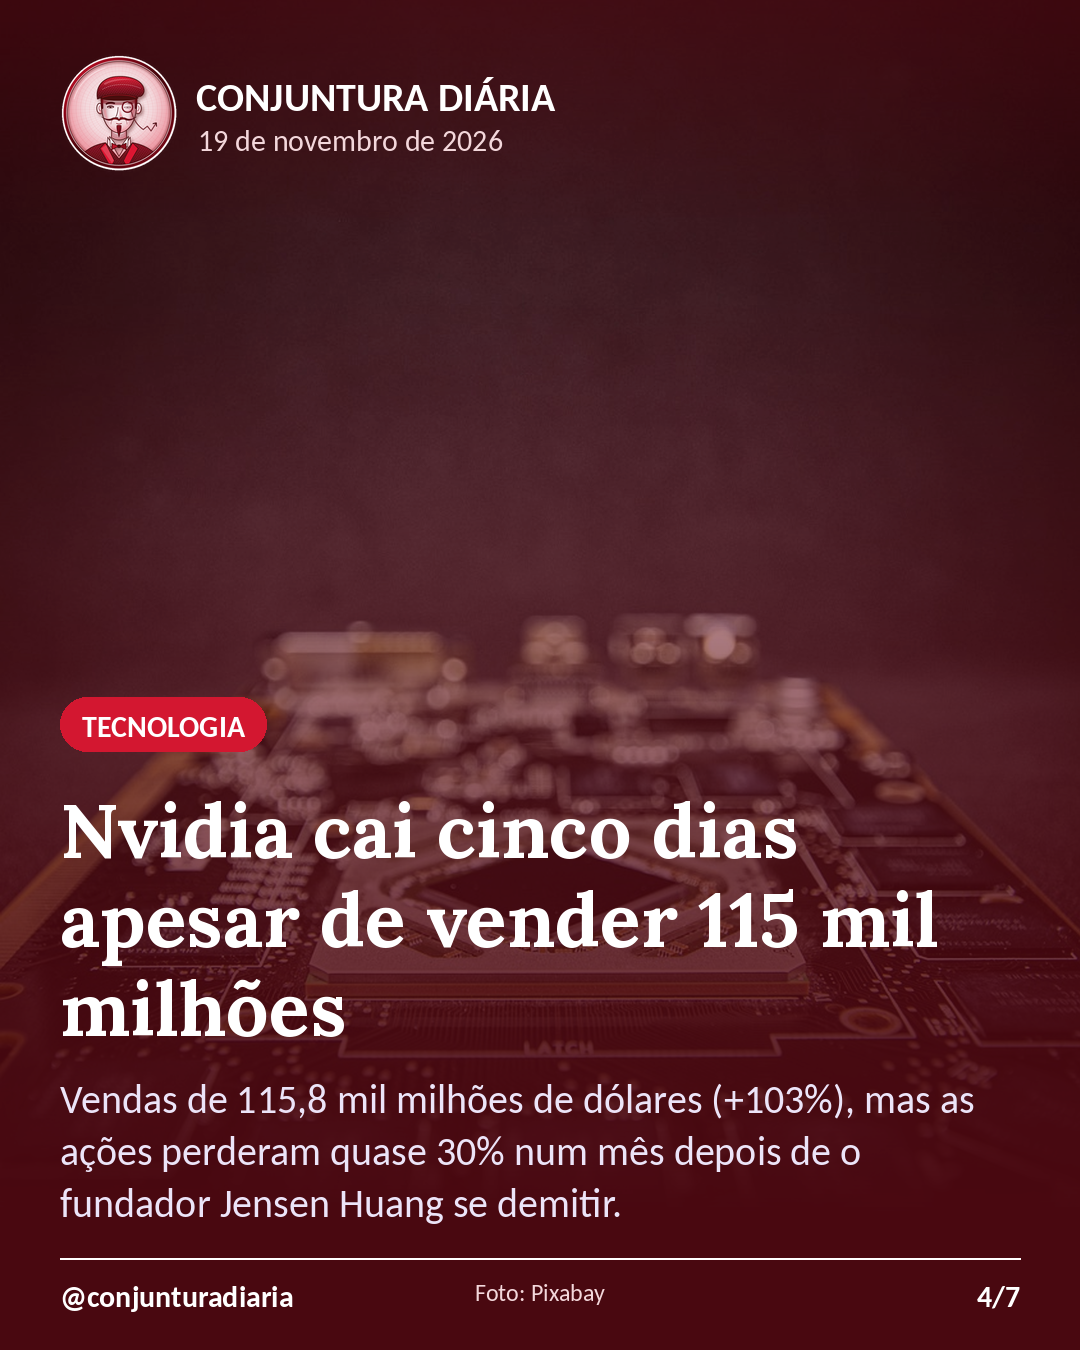 CONJUNTURA DIÁRIA
19 de novembro de 2026
TECNOLOGIA
Nvidia cai cinco dias
apesar de vender 115 mil
milhões
LATCH
Vendas de 115,8 mil milhões de dólares (+103%), mas as
ações perderam quase 30% num mês depois de o
fundador Jensen Huang se demitir.
@conjunturadiaria
Foto: Pixabay
4/7